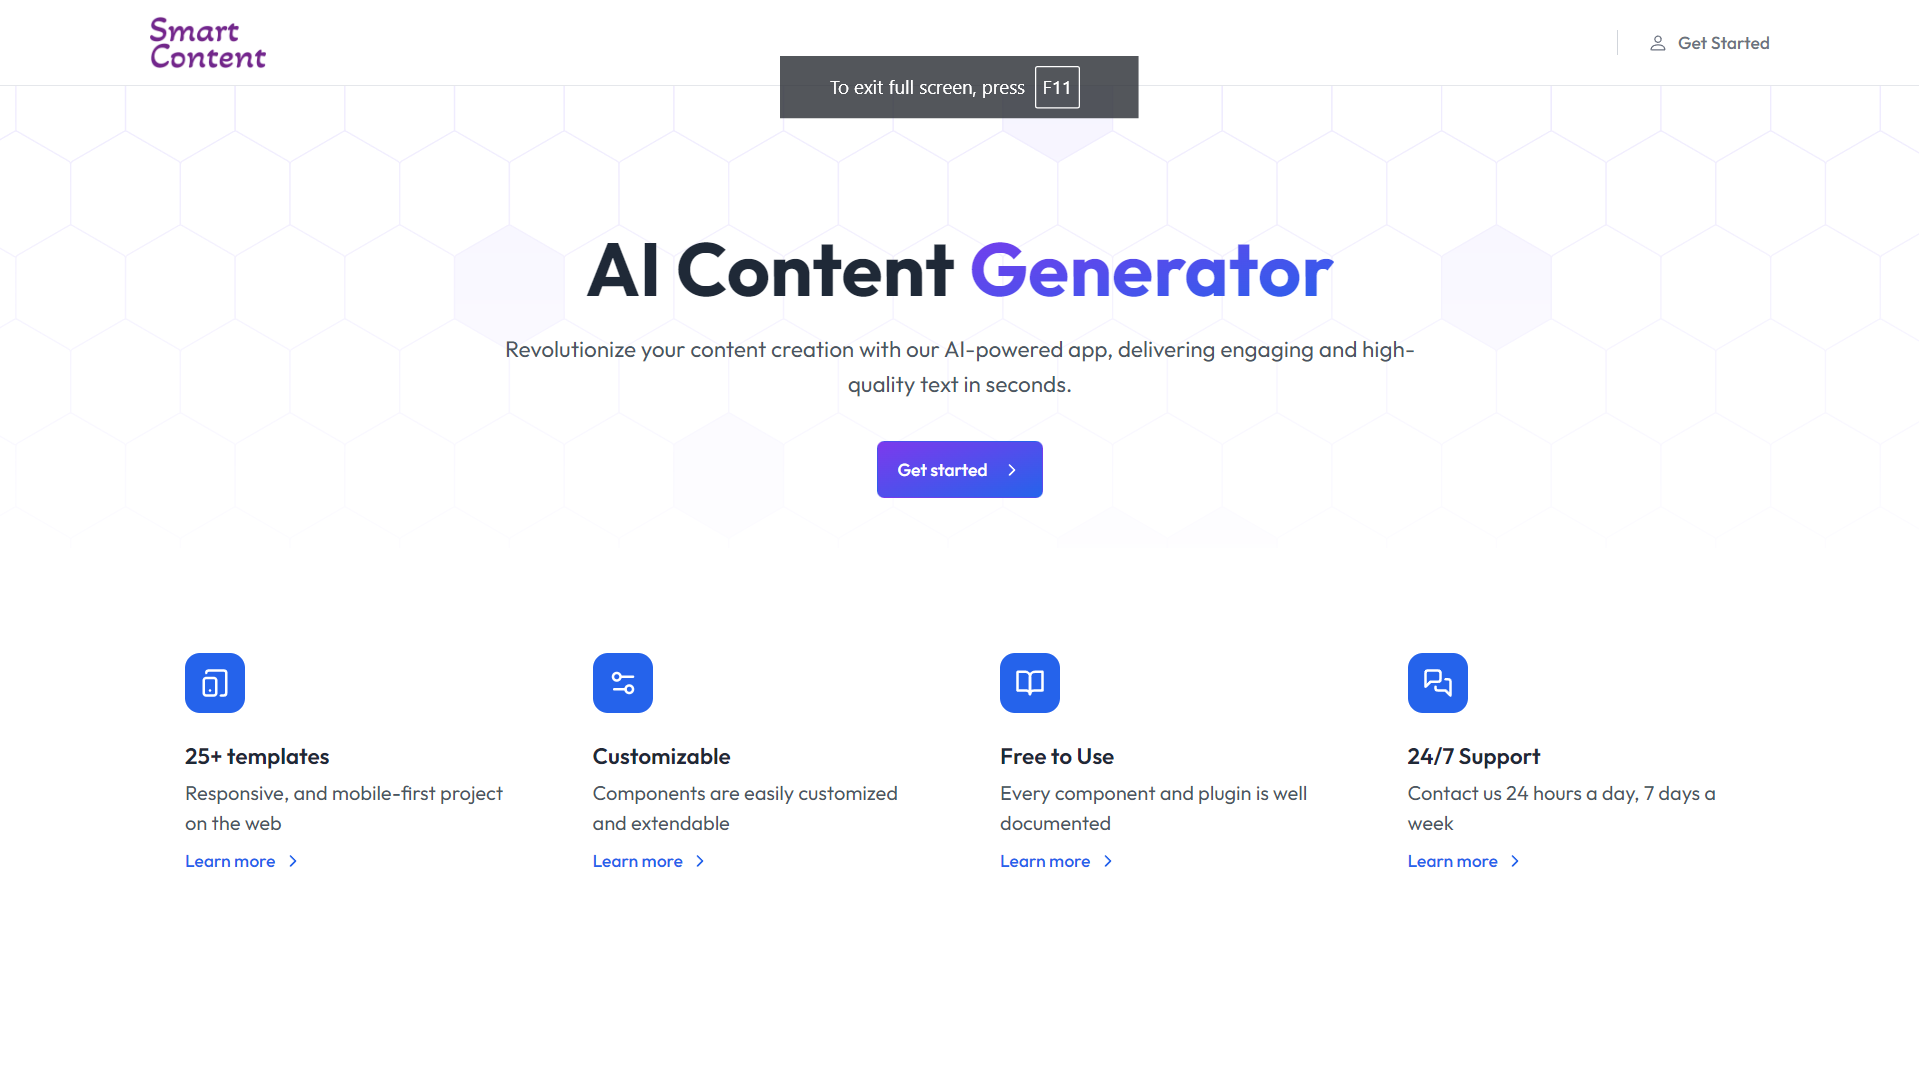 Smart
Content
Get Started
To exit full screen, press F11
AI Content Generator
Revolutionize your content creation with our AI-powered app, delivering engaging and high-
quality text in seconds.
Get started
25+ templates
Responsive, and mobile-first project
on the web
Learn more
Customizable
Components are easily customized
and extendable
Learn more
Free to Use
Every component and plugin is well
documented
Learn more
24/7 Support
Contact us 24 hours a day, 7 days a
week
Learn more